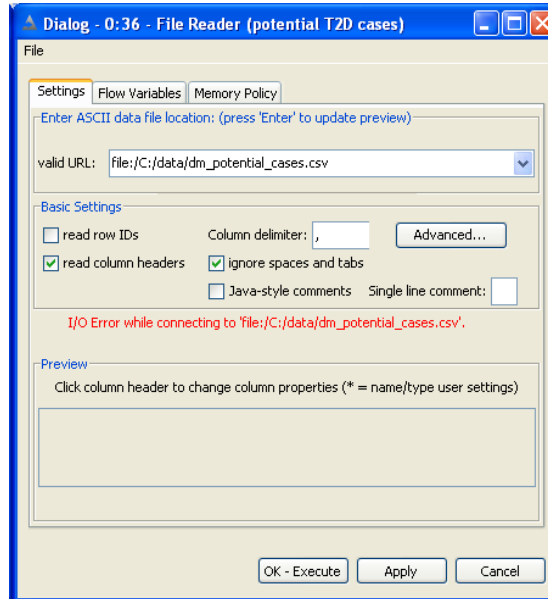 Dialog - 0:36 - File Reader (potential T2D cases)
File
Settings Flow Variables Memory Policy
Enter ASCII data file location: (press 'Enter' to update preview)
valid URL: file:/C:/data/dm_potential_cases.csv
Basic Settings
read row IDs Column delimiter: , Advanced...
read column headers ignore spaces and tabs
Java-style comments Single line comment:
I/O Error while connecting to 'file:/C:/data/dm_potential_cases.csv'.
Preview
Click column header to change column properties (* = name/type user settings)
OK - Execute Apply Cancel